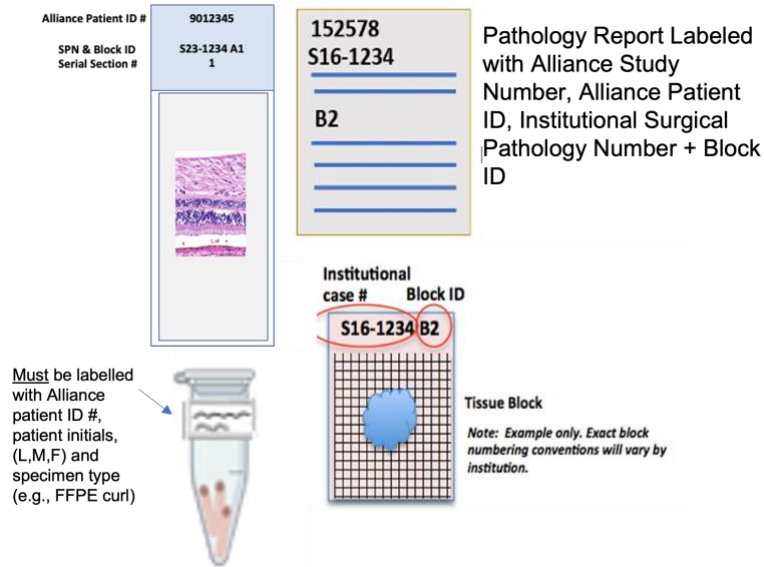 Alliance Patient ID # 9012345
SPN & Block ID S23-1234 A1
Serial Section # 1
152578
S16-1234
B2
Pathology Report Labeled
with Alliance Study
Number, Alliance Patient
ID, Institutional Surgical
Pathology Number + Block
ID
Institutional
case # Block ID
S16-1234 B2
Tissue Block
Note: Example only. Exact block
numbering conventions will vary by
institution.
Must be labelled
with Alliance
patient ID #,
patient initials,
(L,M,F) and
specimen type
(e.g., FFPE curl)